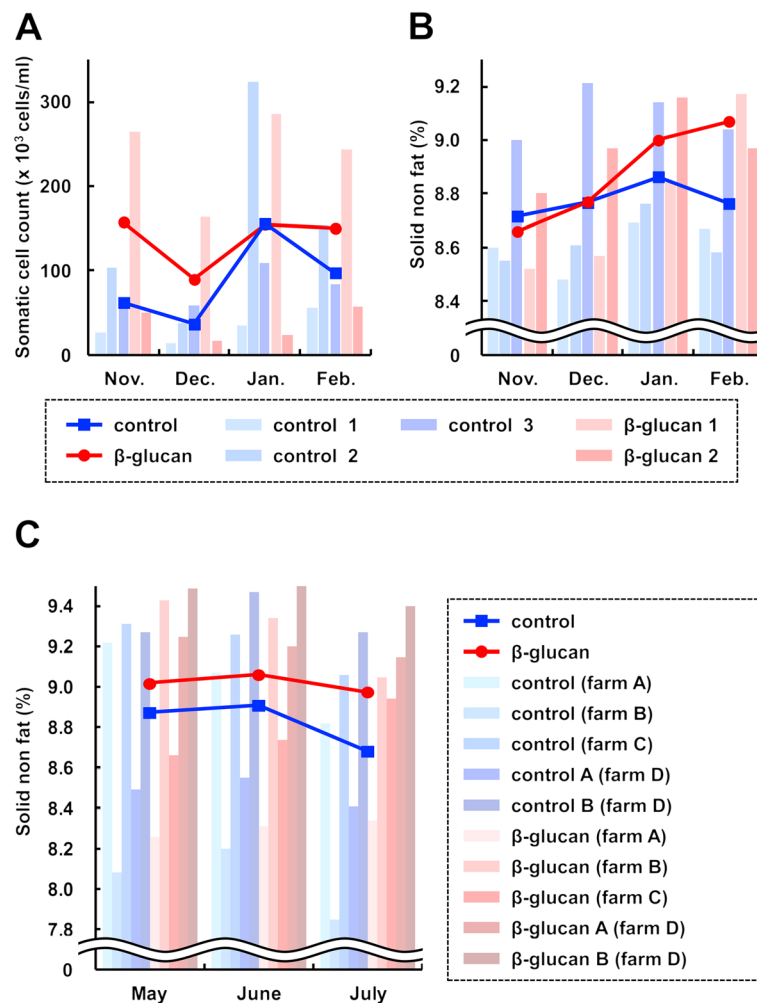 A
Somatic cell count (x 10³ cells/ml)
300
200
100
0
Nov. Dec. Jan. Feb.
B
Solid non fat (%)
9.2
9.0
8.8
8.6
8.4
0
Nov. Dec. Jan. Feb.
control control 1 control 3 β-glucan 1
β-glucan control 2 β-glucan 2
C
Solid non fat (%)
9.4
9.2
9.0
8.8
8.6
8.4
8.2
8.0
7.8
0
May June July
control
β-glucan
control (farm A)
control (farm B)
control (farm C)
control A (farm D)
control B (farm D)
β-glucan (farm A)
β-glucan (farm B)
β-glucan (farm C)
β-glucan A (farm D)
β-glucan B (farm D)